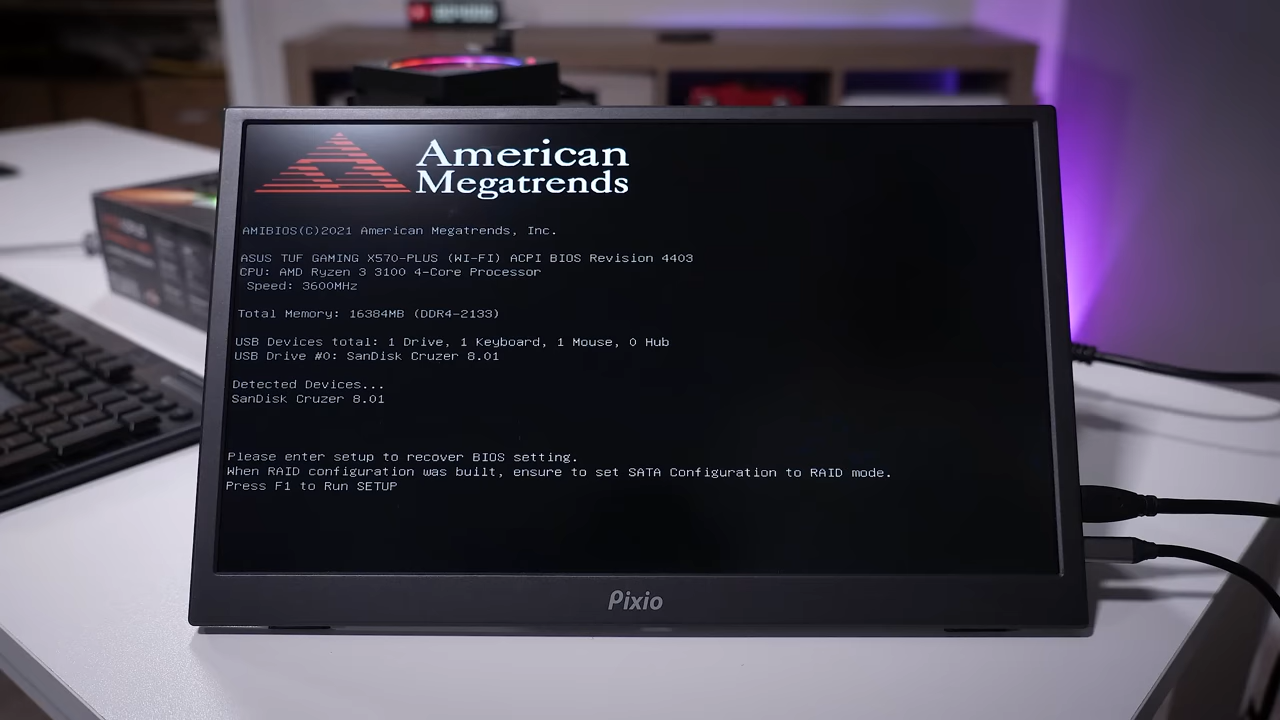 American
Megatrends
AMIBIOS(C)2021 American Megatrends, Inc.
ASUS TUF GAMING X570-PLUS (WI-FI) ACPI BIOS Revision 4403
CPU: AMD Ryzen 3 3100 4-Core Processor
Speed: 3600MHz
Total Memory: 16384MB (DDR4-2133)
USB Devices total: 1 Drive, 1 Keyboard, 1 Mouse, 0 Hub
USB Drive #0: SanDisk Cruzer 8.01
Detected Devices...
SanDisk Cruzer 8.01
Please enter setup to recover BIOS setting.
When RAID configuration was built, ensure to set SATA Configuration to RAID mode.
Press F1 to Run SETUP
Pixio